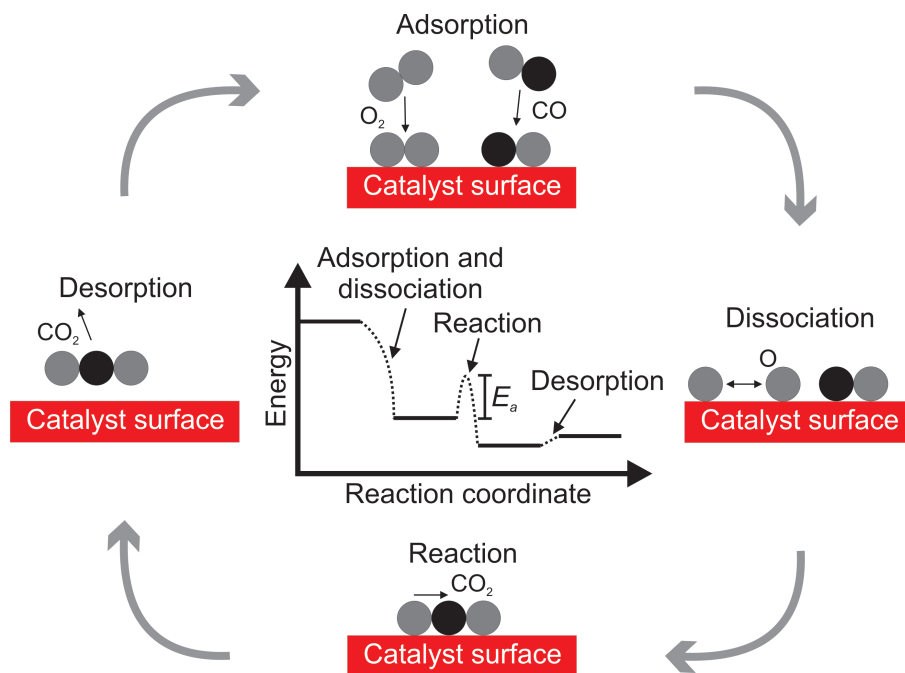 Adsorption
O₂
CO
Catalyst surface
Desorption
CO₂
Catalyst surface
Adsorption and
dissociation
Reaction
Desorption
Eₐ
Energy
Reaction coordinate
Dissociation
O
Catalyst surface
Reaction
CO₂
Catalyst surface